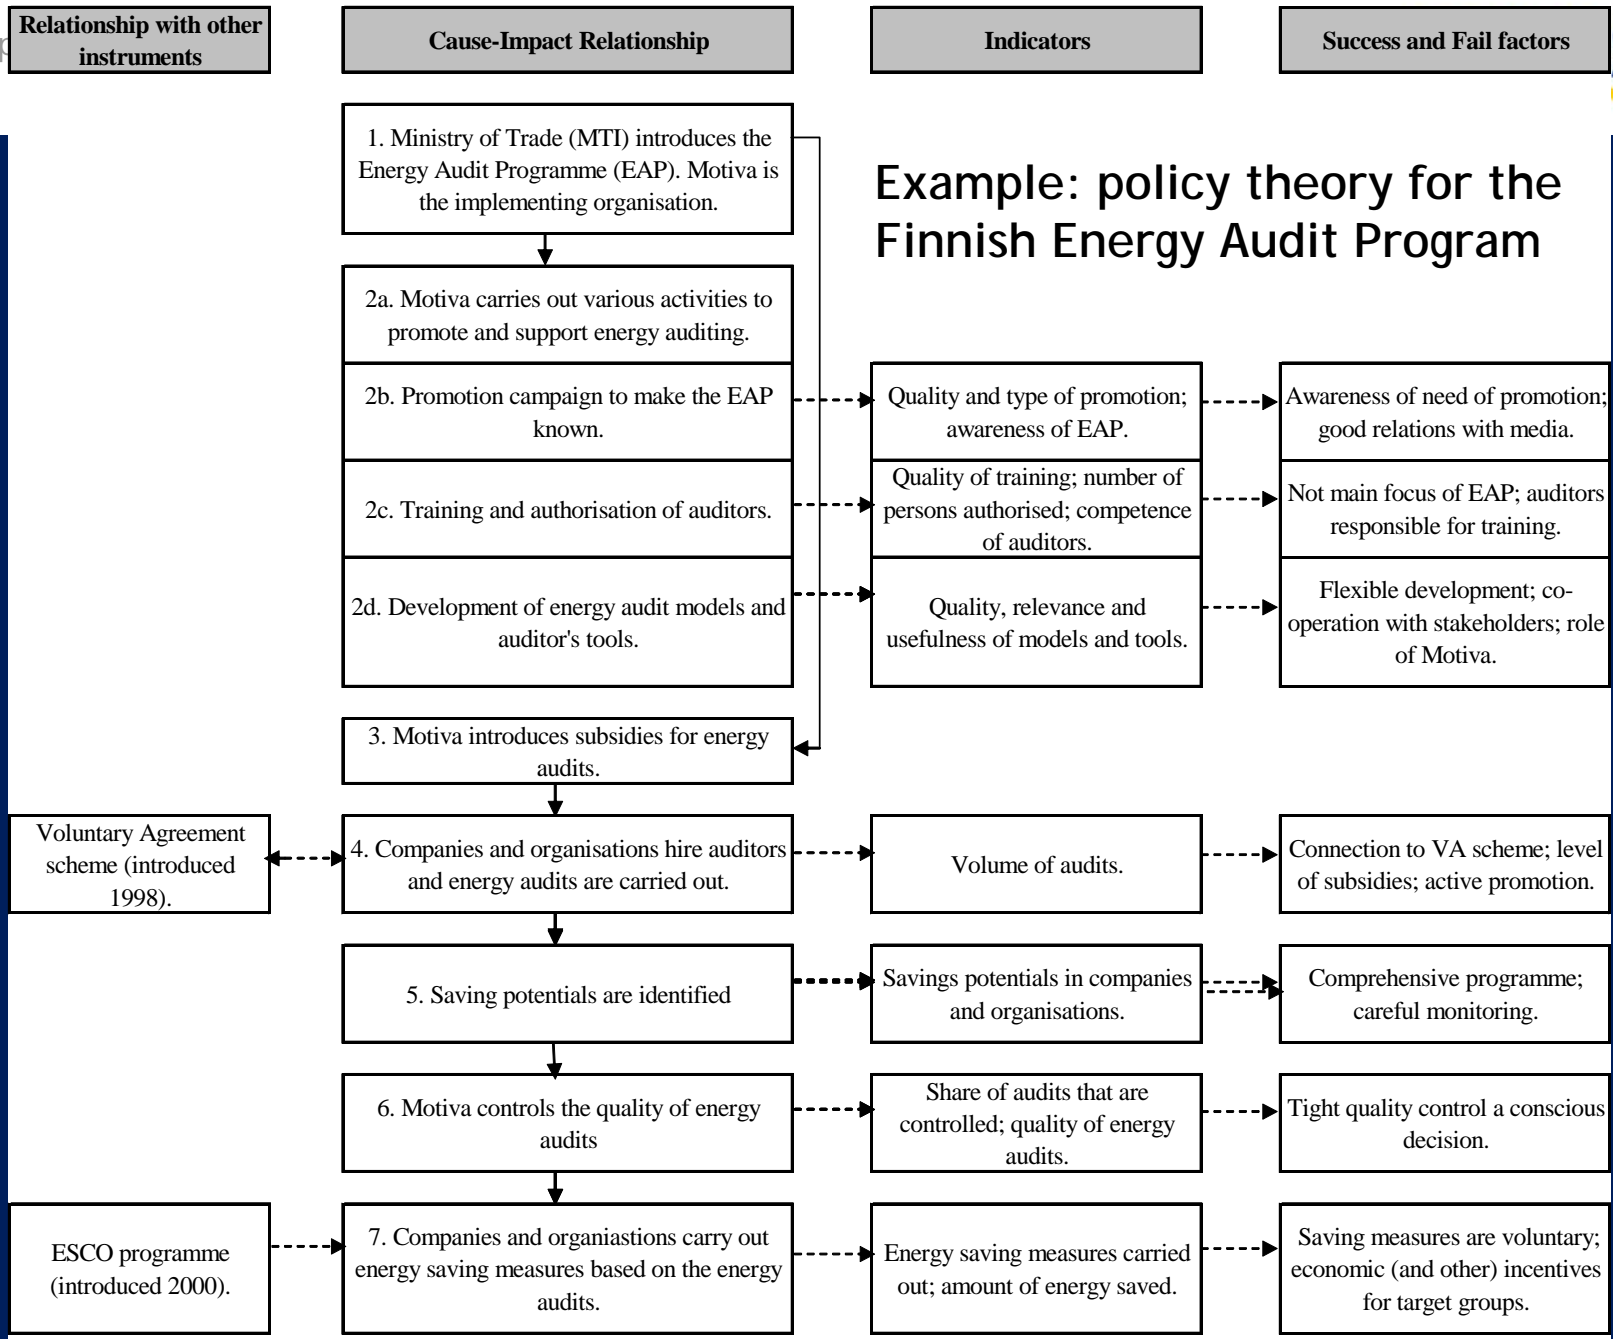 Relationship with other
instruments
Cause-Impact Relationship
Indicators
Success and Fail factors
1. Ministry of Trade (MTI) introduces the
Energy Audit Programme (EAP). Motiva is
the implementing organisation.
Example: policy theory for the
Finnish Energy Audit Program
2a. Motiva carries out various activities to
promote and support energy auditing.
2b. Promotion campaign to make the EAP
known.
Quality and type of promotion;
awareness of EAP.
Awareness of need of promotion;
good relations with media.
2c. Training and authorisation of auditors.
Quality of training; number of
persons authorised; competence
of auditors.
Not main focus of EAP; auditors
responsible for training.
2d. Development of energy audit models and
auditor's tools.
Quality, relevance and
usefulness of models and tools.
Flexible development; co-
operation with stakeholders; role
of Motiva.
3. Motiva introduces subsidies for energy
audits.
Voluntary Agreement
scheme (introduced
1998).
4. Companies and organisations hire auditors
and energy audits are carried out.
Volume of audits.
Connection to VA scheme; level
of subsidies; active promotion.
5. Saving potentials are identified
Savings potentials in companies
and organisations.
Comprehensive programme;
careful monitoring.
6. Motiva controls the quality of energy
audits
Share of audits that are
controlled; quality of energy
audits.
Tight quality control a conscious
decision.
ESCO programme
(introduced 2000).
7. Companies and organiastions carry out
energy saving measures based on the energy
audits.
Energy saving measures carried
out; amount of energy saved.
Saving measures are voluntary;
economic (and other) incentives
for target groups.